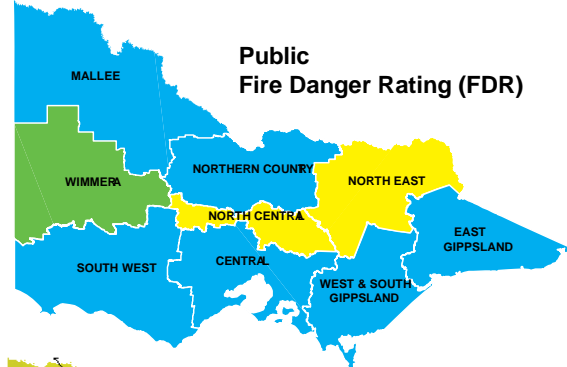 Public
Fire Danger Rating (FDR)
MALLEE
NORTHERN COUNTRY
WIMMERA
NORTH EAST
NORTH CENTRAL
EAST
GIPPSLAND
CENTRAL
SOUTH WEST
WEST & SOUTH
GIPPSLAND